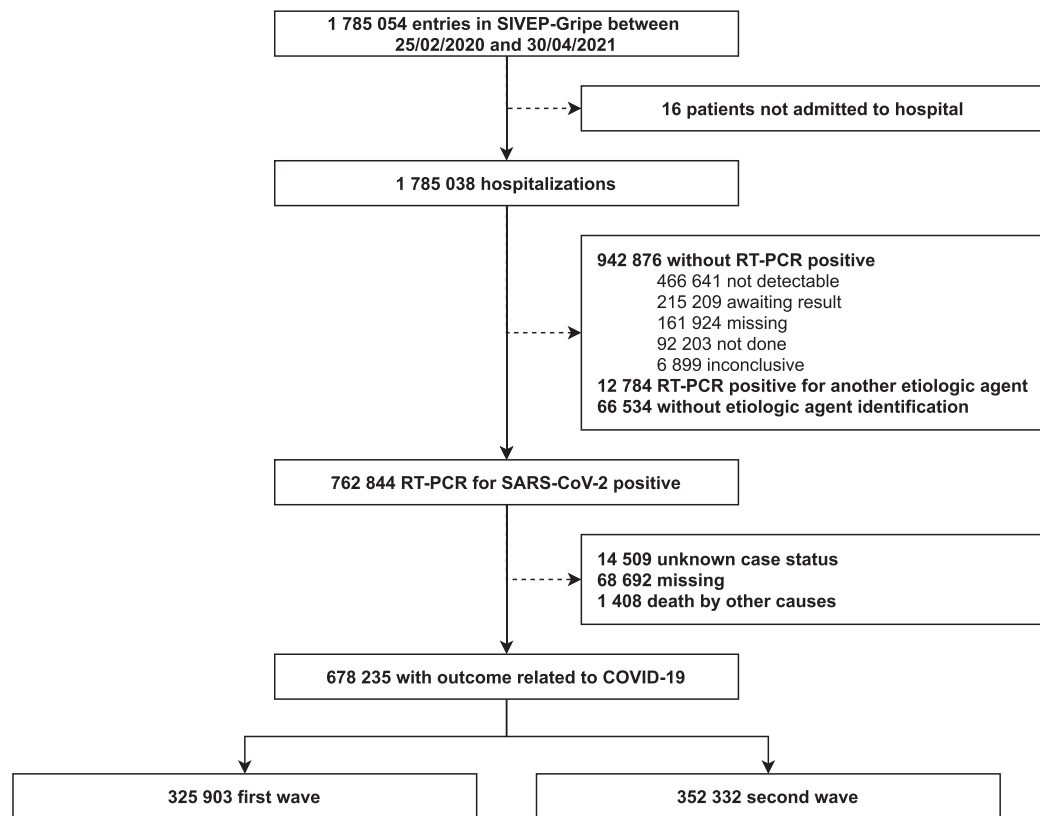 1 785 054 entries in SIVEP-Gripe between
25/02/2020 and 30/04/2021
16 patients not admitted to hospital
1 785 038 hospitalizations
942 876 without RT-PCR positive
466 641 not detectable
215 209 awaiting result
161 924 missing
92 203 not done
6 899 inconclusive
12 784 RT-PCR positive for another etiologic agent
66 534 without etiologic agent identification
762 844 RT-PCR for SARS-CoV-2 positive
14 509 unknown case status
68 692 missing
1 408 death by other causes
678 235 with outcome related to COVID-19
325 903 first wave
352 332 second wave